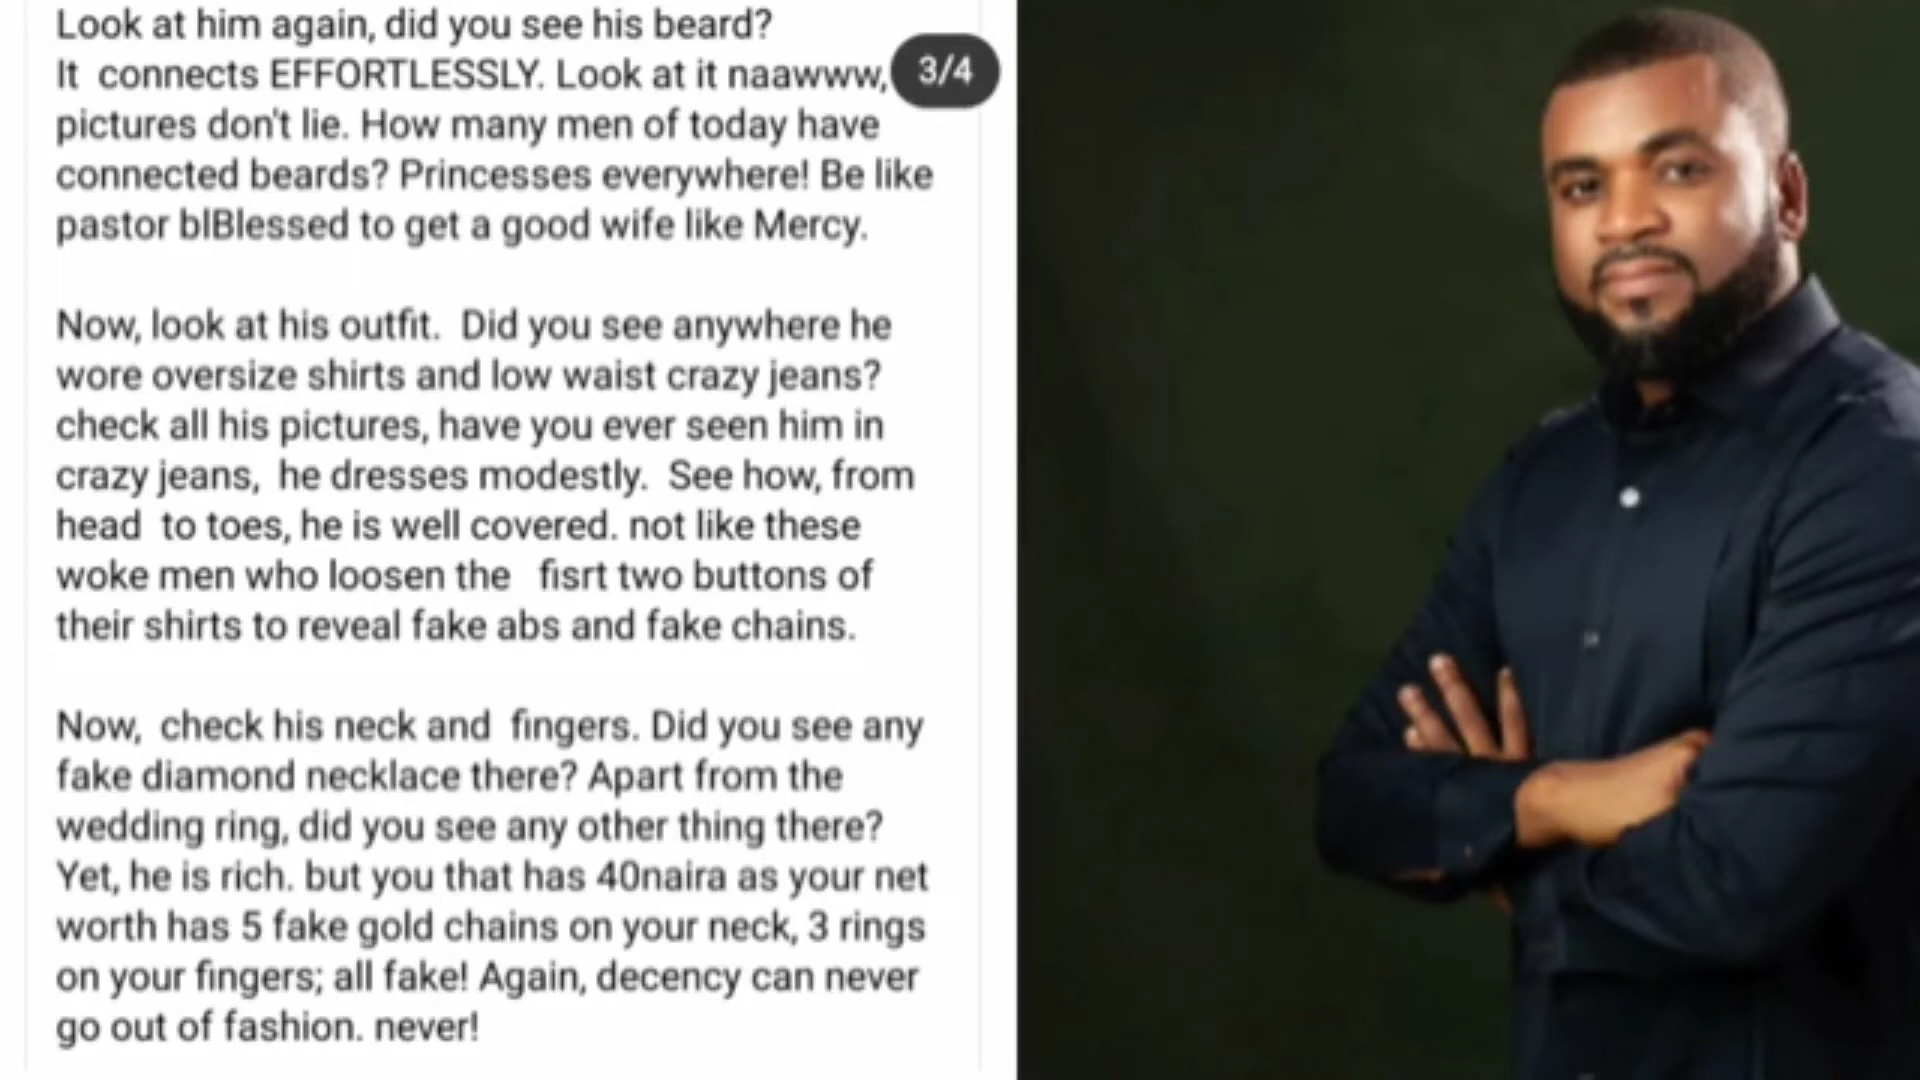 Look at him again, did you see his beard?
It connects EFFORTLESSLY. Look at it naawww,
3/4
pictures don't lie. How many men of today have
connected beards? Princesses everywhere! Be like
pastor blBlessed to get a good wife like Mercy.
Now, look at his outfit. Did you see anywhere he
wore oversize shirts and low waist crazy jeans?
check all his pictures, have you ever seen him in
crazy jeans, he dresses modestly. See how, from
head to toes, he is well covered. not like these
woke men who loosen the fisrt two buttons of
their shirts to reveal fake abs and fake chains.
Now, check his neck and fingers. Did you see any
fake diamond necklace there? Apart from the
wedding ring, did you see any other thing there?
Yet, he is rich. but you that has 40naira as your net
worth has 5 fake gold chains on your neck, 3 rings
on your fingers; all fake! Again, decency can never
go out of fashion. never!